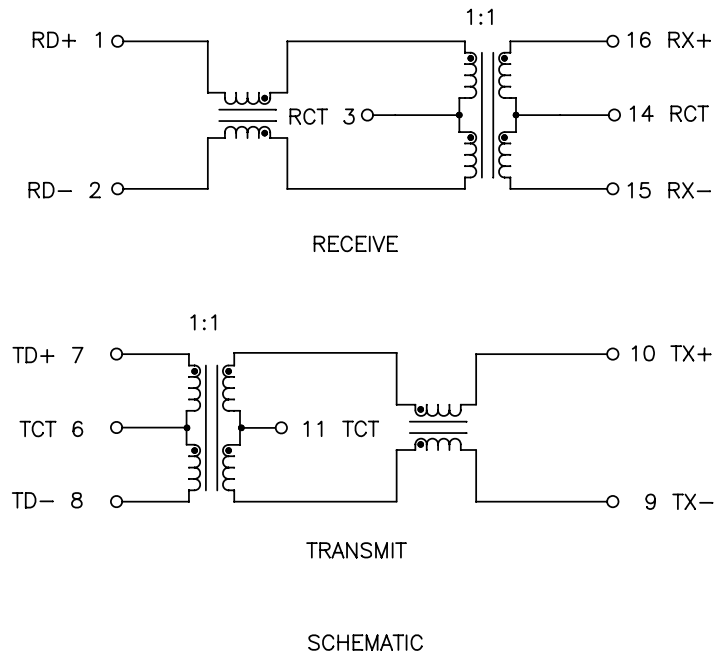 1:1
RD+ 1
16 RX+
RCT 3
14 RCT
RD- 2
15 RX-
RECEIVE
1:1
TD+ 7
10 TX+
TCT 6
11 TCT
TD- 8
9 TX-
TRANSMIT
SCHEMATIC